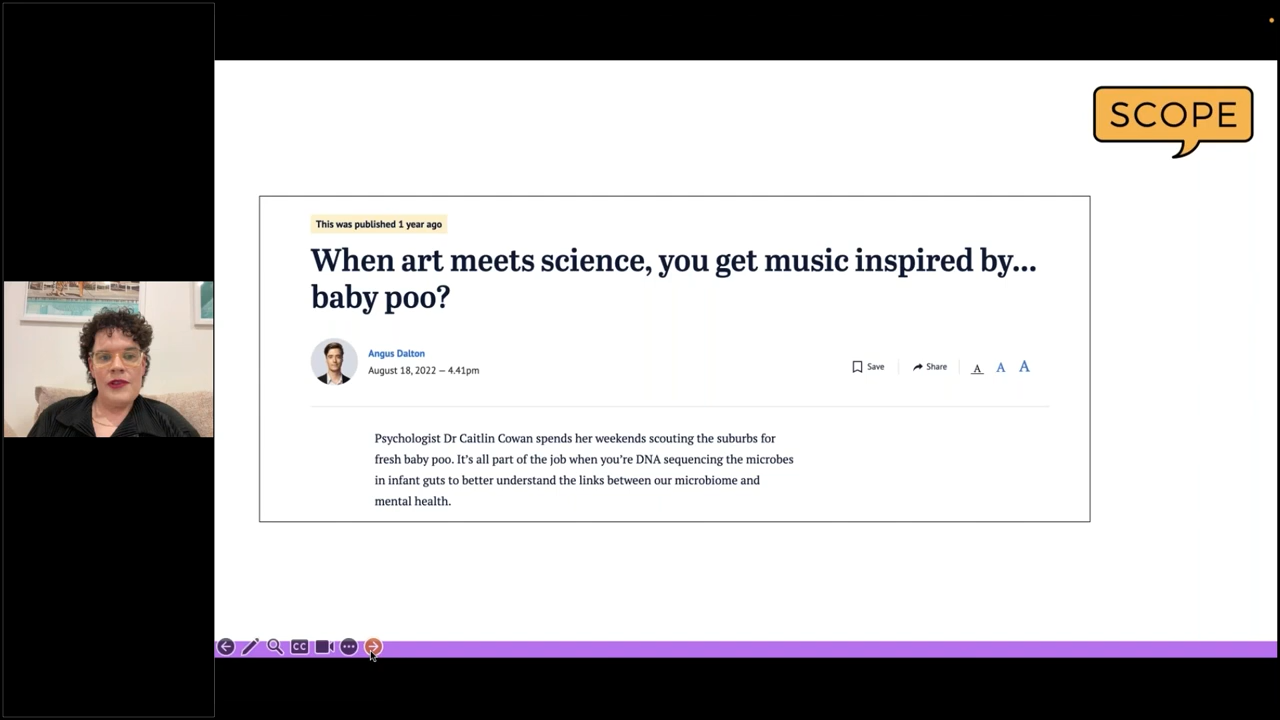 SCOPE
This was published 1 year ago
When art meets science, you get music inspired by...
baby poo?
Angus Dalton
August 18, 2022 — 4.41pm
Save
Share
A
A
A
Psychologist Dr Caitlin Cowan spends her weekends scouting the suburbs for
fresh baby poo. It’s all part of the job when you’re DNA sequencing the microbes
in infant guts to better understand the links between our microbiome and
mental health.
CC